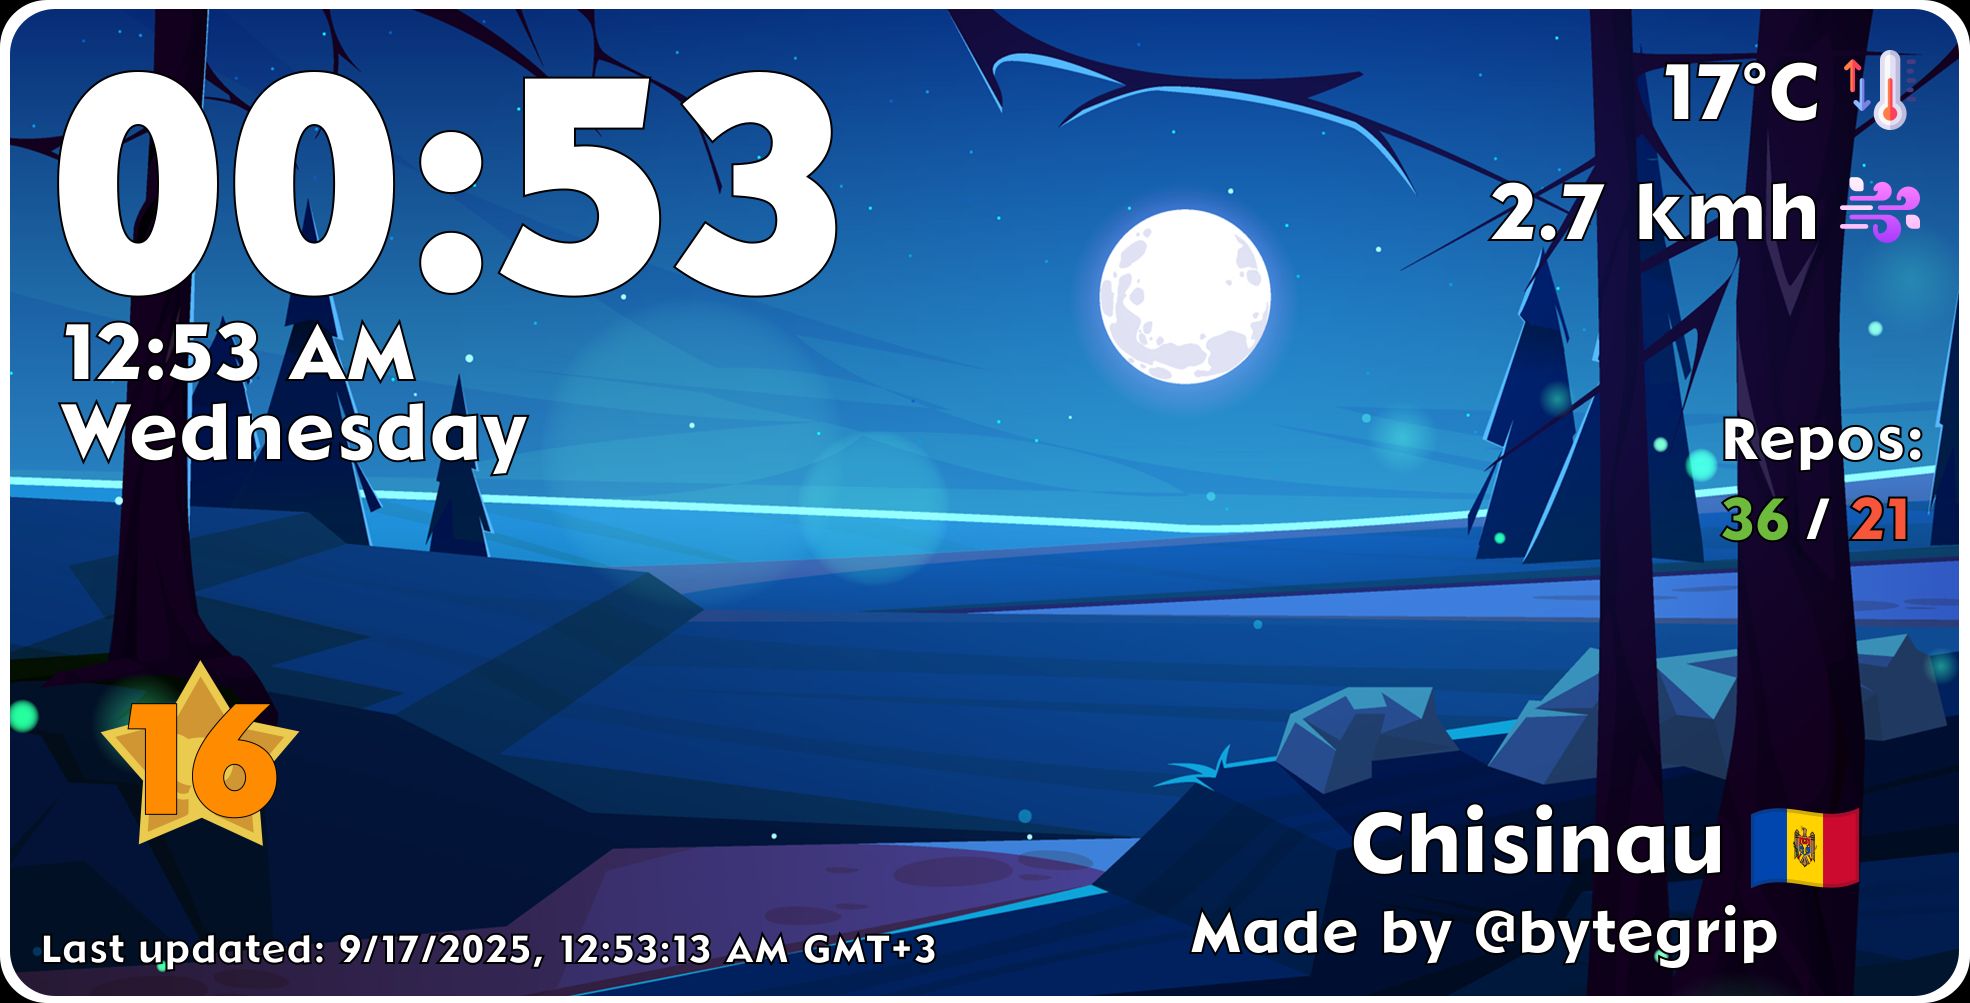 00:53
12:53 AM
Wednesday
17°C
2.7 kmh
Repos:
36 / 21
16
Chisinau
Made by @bytegrip
Last updated: 9/17/2025, 12:53:13 AM GMT+3